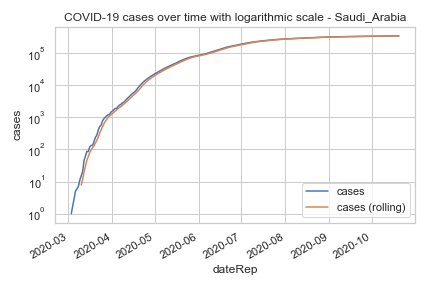 COVID-19 cases over time with logarithmic scale - Saudi_Arabia
cases
10^5
10^4
10^3
10^2
10^1
10^0
cases
cases (rolling)
2020-03
2020-04
2020-05
2020-06
2020-07
2020-08
2020-09
2020-10
dateRep